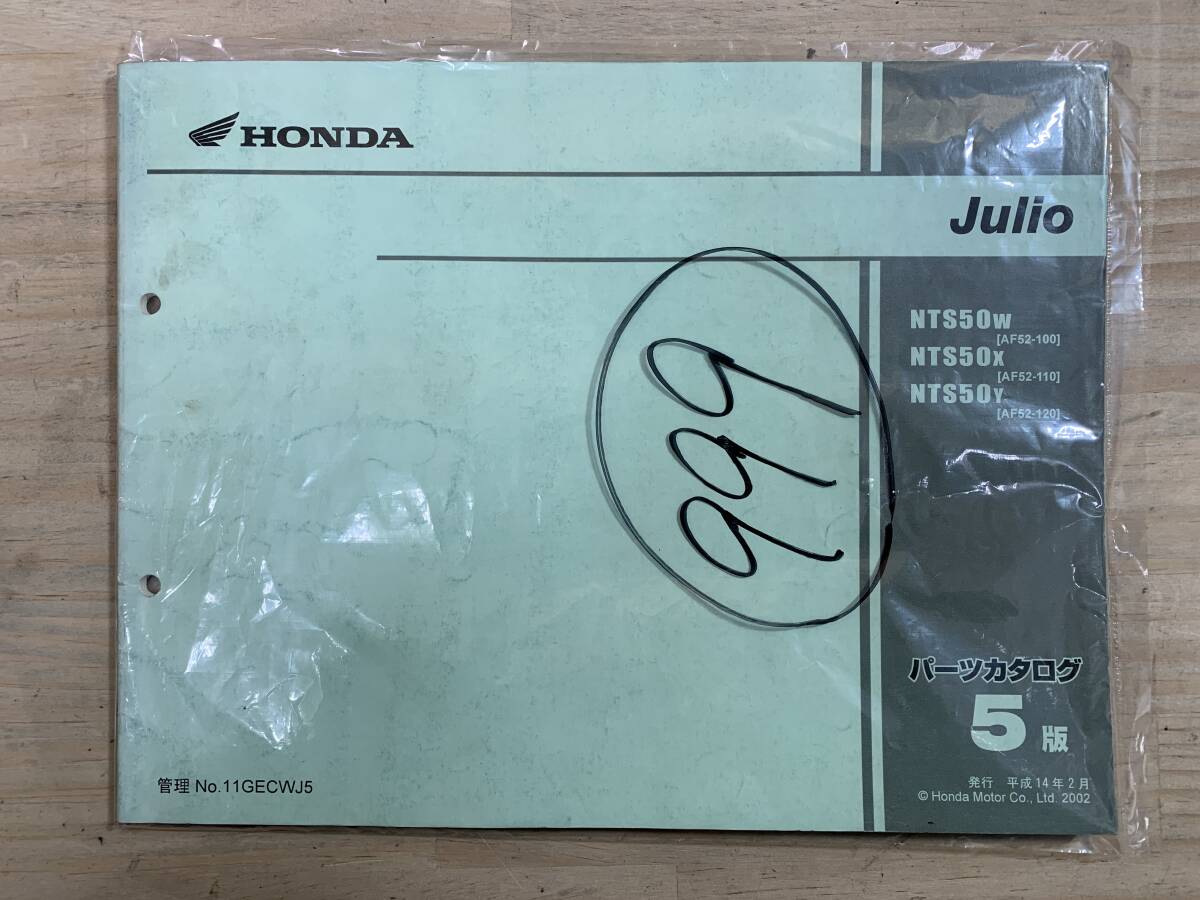 HONDA
Julio
NTS50W
[AF52-100]
NTS50X
[AF52-110]
NTS50Y
[AF52-120]
999
パーツカタログ
5版
管理 No.11GECWJ5
発行 平成14年2月
© Honda Motor Co., Ltd. 2002